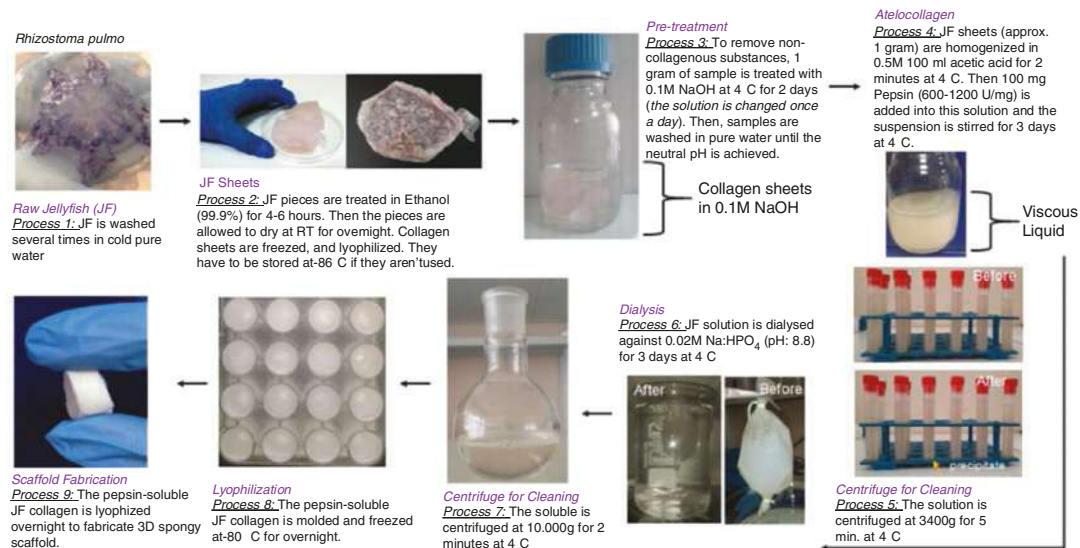 Rhizostoma pulmo
Raw Jellyfish (JF)
Process 1: JF is washed
several times in cold pure
water
JF Sheets
Process 2: JF pieces are treated in Ethanol
(99.9%) for 4-6 hours. Then the pieces are
allowed to dry at RT for overnight. Collagen
sheets are freezed, and lyophilized. They
have to be stored at-86 C if they aren'tused.
Pre-treatment
Process 3: To remove non-
collagenous substances, 1
gram of sample is treated with
0.1M NaOH at 4 C for 2 days
(the solution is changed once
a day). Then, samples are
washed in pure water until the
neutral pH is achieved.
Collagen sheets
in 0.1M NaOH
Atelocollagen
Process 4: JF sheets (approx.
1 gram) are homogenized in
0.5M 100 ml acetic acid for 2
minutes at 4 C. Then 100 mg
Pepsin (600-1200 U/mg) is
added into this solution and the
suspension is stirred for 3 days
at 4 C.
Viscous
Liquid
Before
After
precipitate
Centrifuge for Cleaning
Process 5: The solution is
centrifuged at 3400g for 5
min. at 4 C
Dialysis
Process 6: JF solution is dialysed
against 0.02M Na:HPO4 (pH: 8.8)
for 3 days at 4 C
After
Before
Centrifuge for Cleaning
Process 7: The soluble is
centrifuged at 10.000g for 2
minutes at 4 C
Lyophilization
Process 8: The pepsin-soluble
JF collagen is molded and freezed
at-80 C for overnight.
Scaffold Fabrication
Process 9: The pepsin-soluble
JF collagen is lyophized
overnight to fabricate 3D spongy
scaffold.